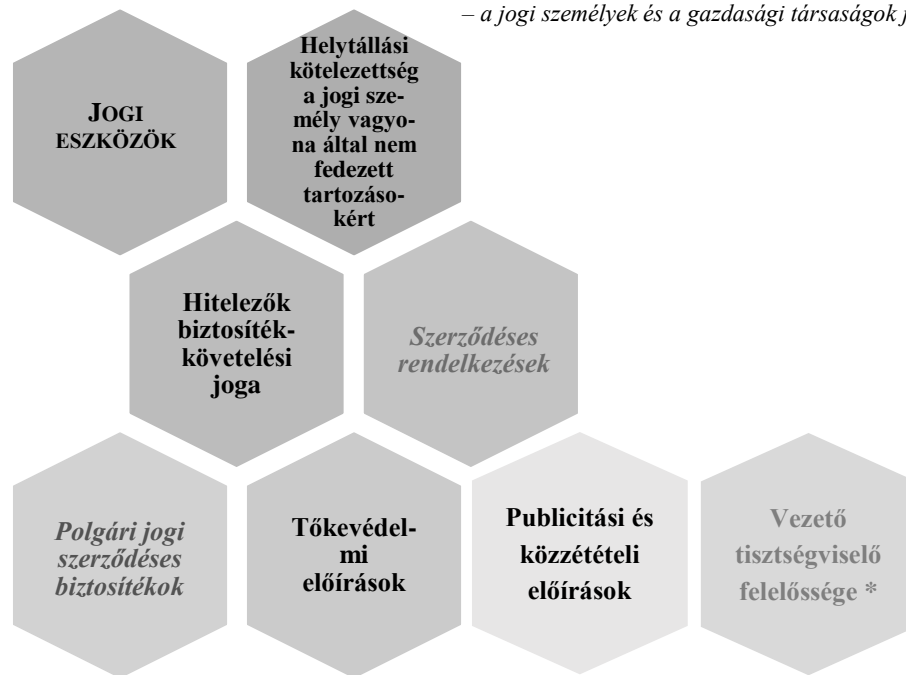 – a jogi személyek és a gazdasági társaságok j
JOGI
ESZKÖZÖK
Helytállási
kötelezettség
a jogi sze-
mély vagyo-
na által nem
fedezett
tartozáso-
kért
Hitelezők
biztosíték-
követelési
joga
Szerződéses
rendelkezések
Polgári jogi
szerződéses
biztosítékok
Tőkevédel-
mi
előírások
Publicitási és
közzétételi
előírások
Vezető
tisztségviselő
felelőssége *